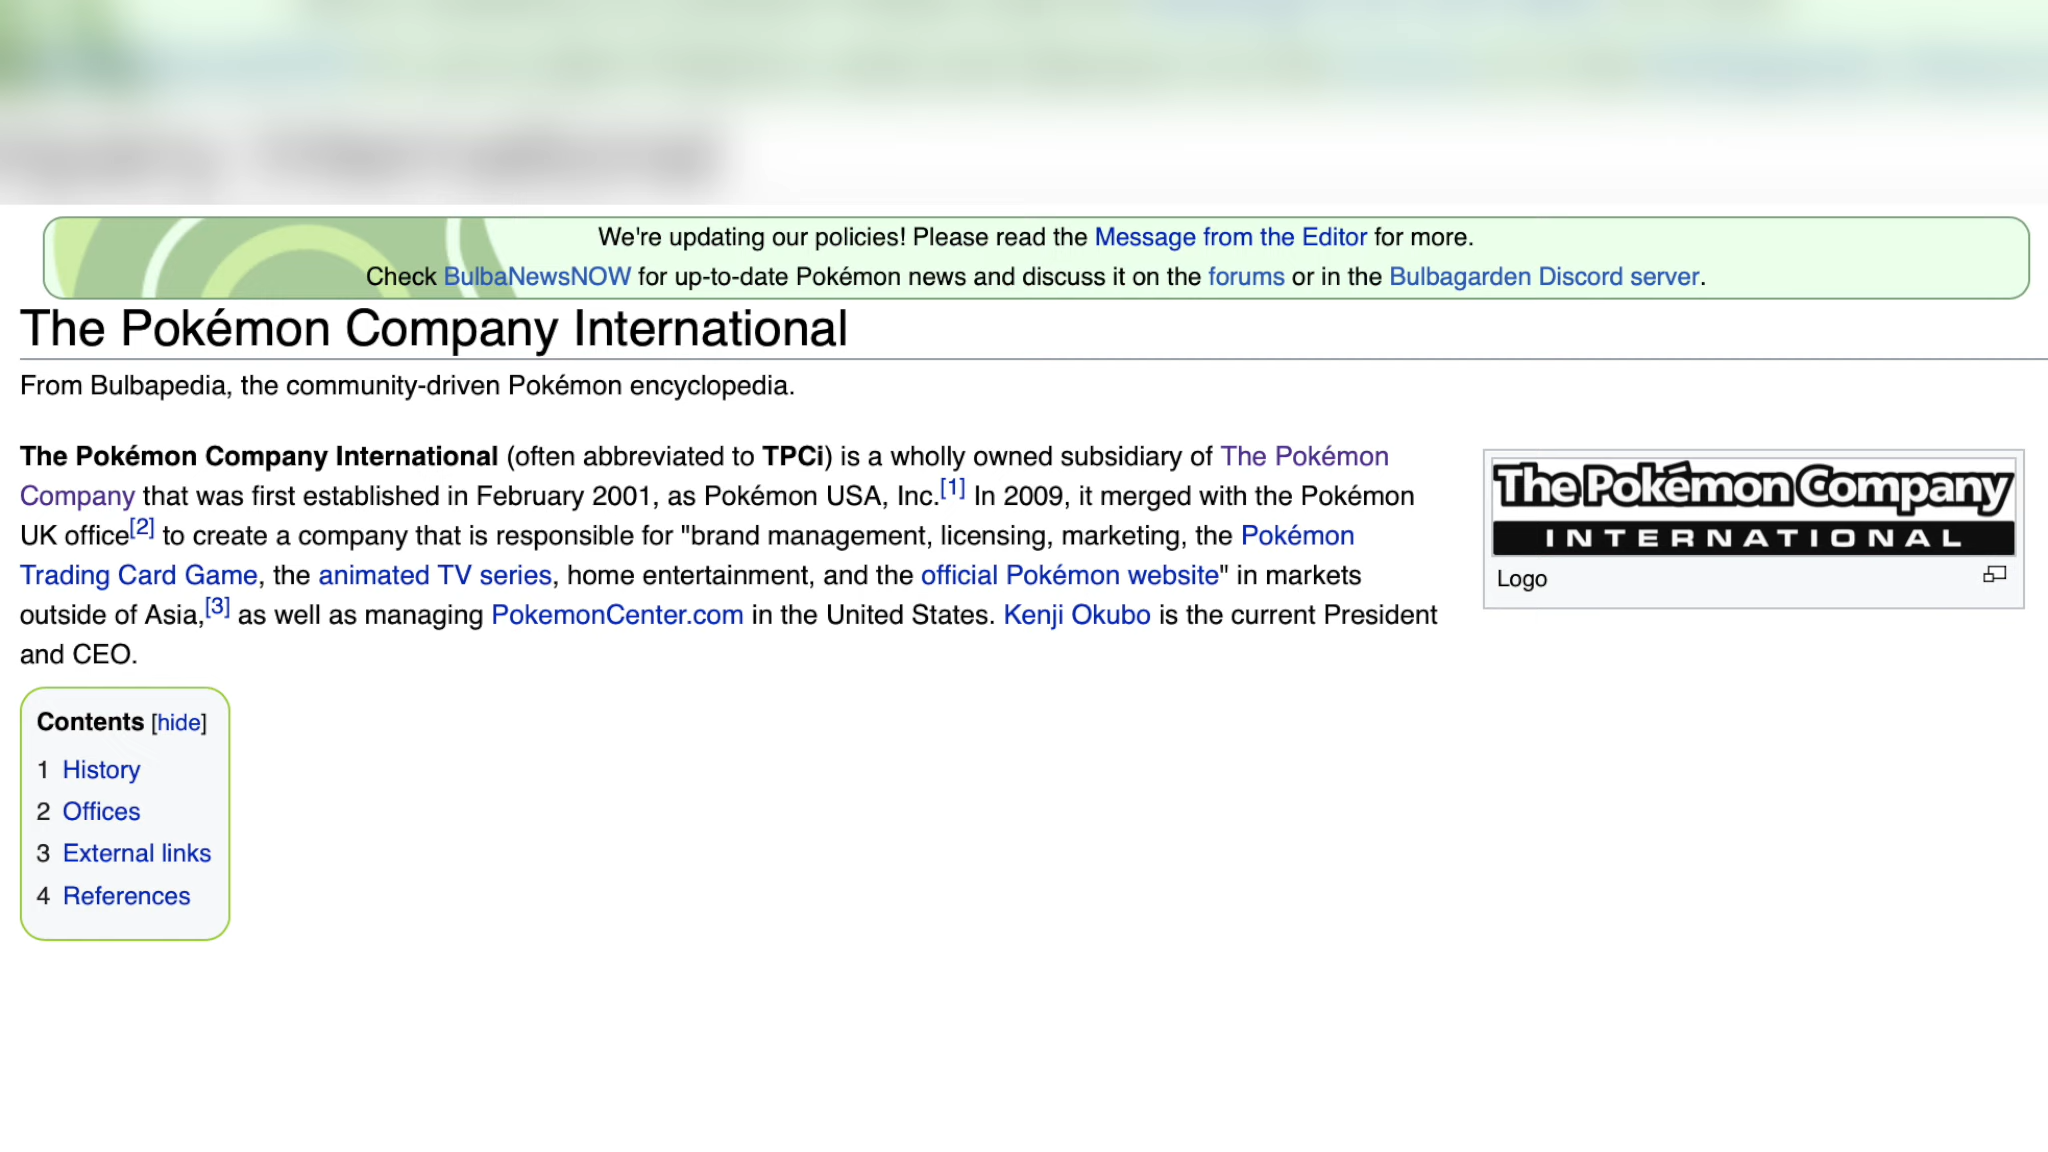 We're updating our policies! Please read the Message from the Editor for more.
Check BulbaNewsNOW for up-to-date Pokémon news and discuss it on the forums or in the Bulbagarden Discord server.
The Pokémon Company International
From Bulbapedia, the community-driven Pokémon encyclopedia.
The Pokémon Company International (often abbreviated to TPCi) is a wholly owned subsidiary of The Pokémon
Company that was first established in February 2001, as Pokémon USA, Inc.[1] In 2009, it merged with the Pokémon
UK office[2] to create a company that is responsible for "brand management, licensing, marketing, the Pokémon
Trading Card Game, the animated TV series, home entertainment, and the official Pokémon website" in markets
outside of Asia,[3] as well as managing PokemonCenter.com in the United States. Kenji Okubo is the current President
and CEO.
The Pokémon Company
INTERNATIONAL
Logo
Contents [hide]
1 History
2 Offices
3 External links
4 References